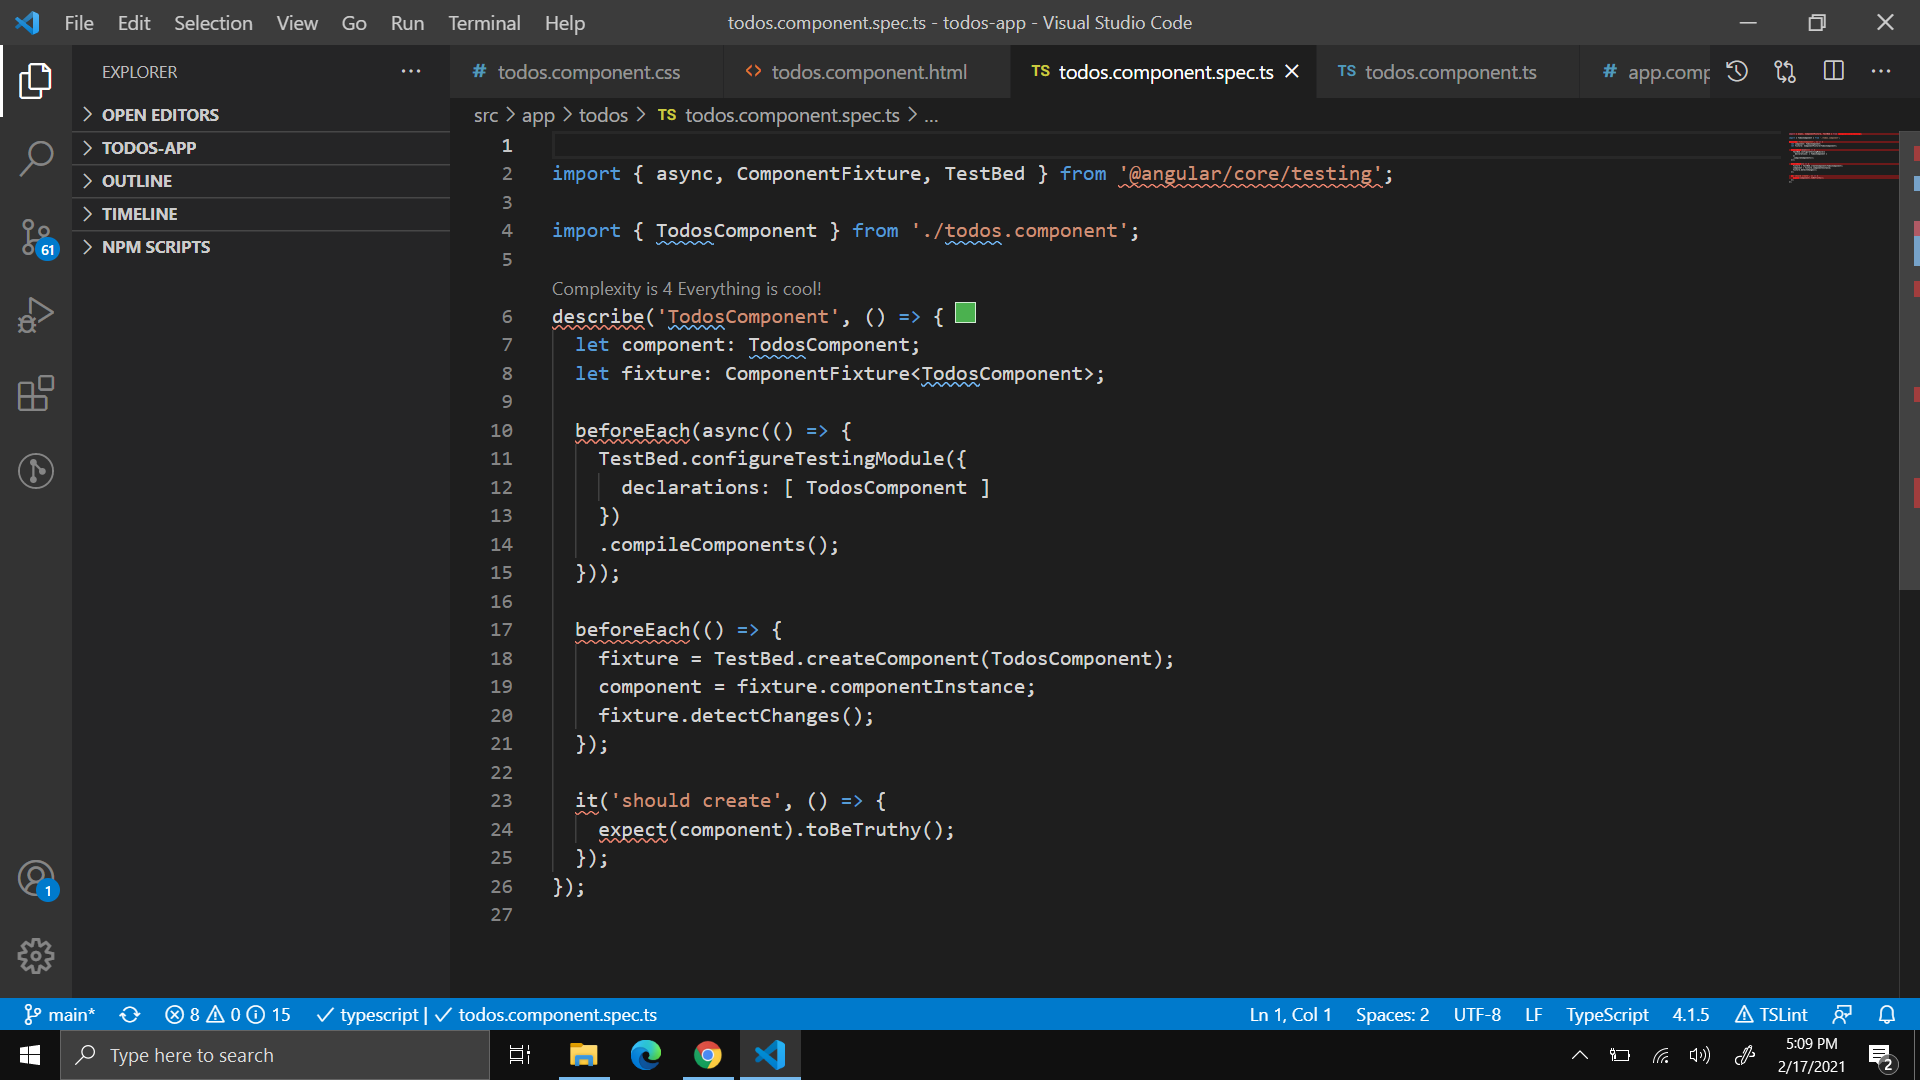 File Edit Selection View Go Run Terminal Help
todos.component.spec.ts - todos-app - Visual Studio Code
EXPLORER
OPEN EDITORS
TODOS-APP
OUTLINE
TIMELINE
NPM SCRIPTS
61
1
# todos.component.css <> todos.component.html TS todos.component.spec.ts TS todos.component.ts # app.comp
src > app > todos > TS todos.component.spec.ts > ...
1
2 import { async, ComponentFixture, TestBed } from '@angular/core/testing';
3
4 import { TodosComponent } from './todos.component';
5
Complexity is 4 Everything is cool!
6 describe('TodosComponent', () => {
7 let component: TodosComponent;
8 let fixture: ComponentFixture<TodosComponent>;
9
10 beforeEach(async(() => {
11 TestBed.configureTestingModule({
12 declarations: [ TodosComponent ]
13 })
14 .compileComponents();
15 }));
16
17 beforeEach(() => {
18 fixture = TestBed.createComponent(TodosComponent);
19 component = fixture.componentInstance;
20 fixture.detectChanges();
21 });
22
23 it('should create', () => {
24 expect(component).toBeTruthy();
25 });
26 });
27
main* 8 0 15 typescript | todos.component.spec.ts Ln 1, Col 1 Spaces: 2 UTF-8 LF TypeScript 4.1.5 TSLint
Type here to search
5:09 PM
2/17/2021
2